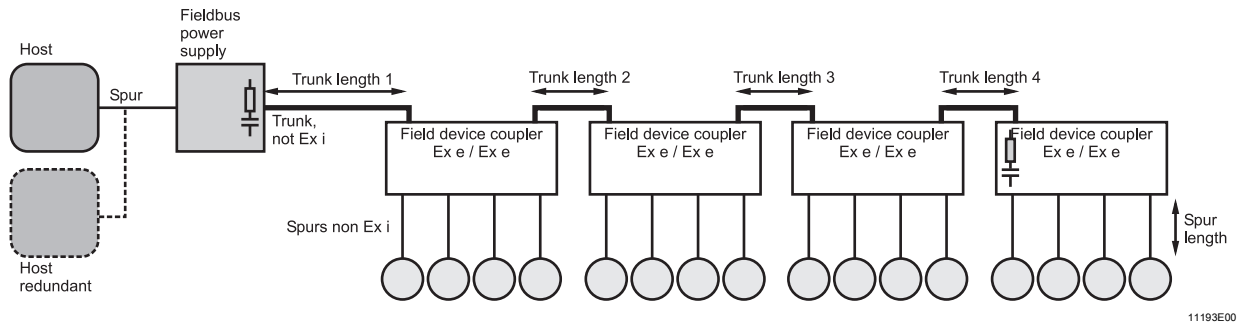 Fieldbus
power
supply
Host
Spur
Trunk length 1
Trunk length 2
Trunk length 3
Trunk length 4
Trunk,
not Ex i
Field device coupler
Ex e / Ex e
Field device coupler
Ex e / Ex e
Field device coupler
Ex e / Ex e
Field device coupler
Ex e / Ex e
Spurs non Ex i
Spur
length
Host
redundant
11193E00